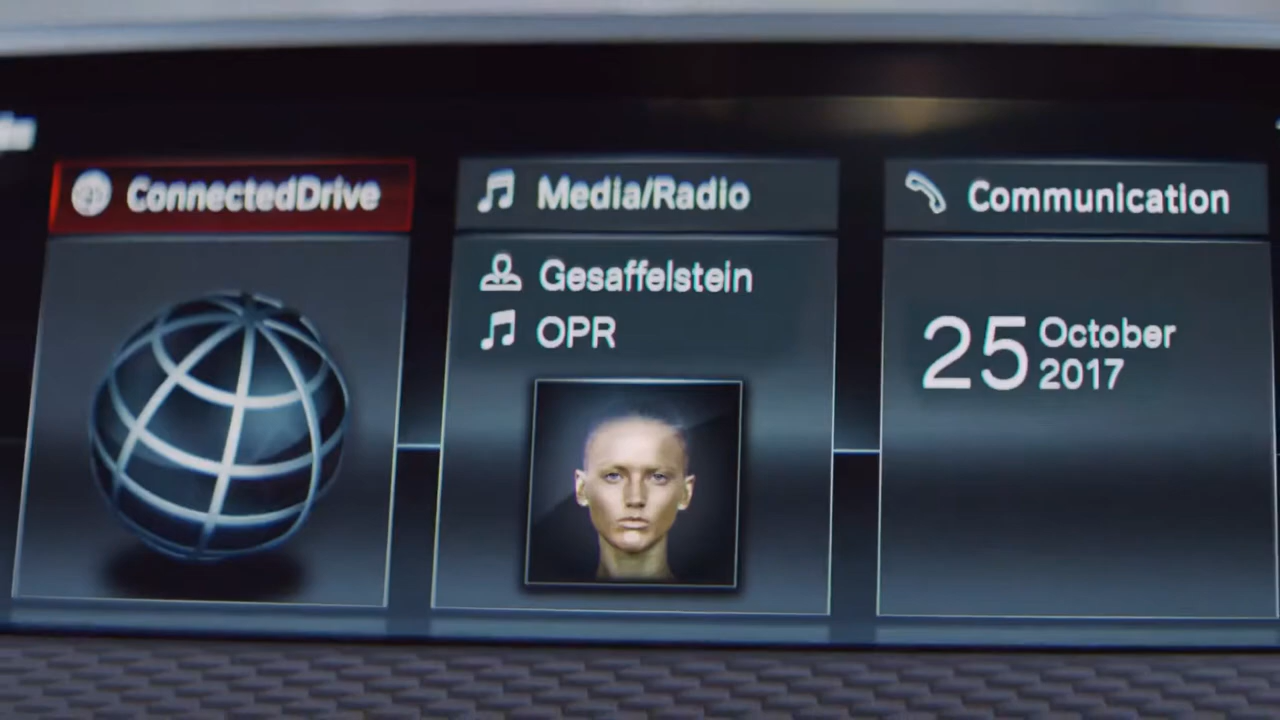 ConnectedDrive
Media/Radio
Gesaffelstein
OPR
Communication
25 October
2017